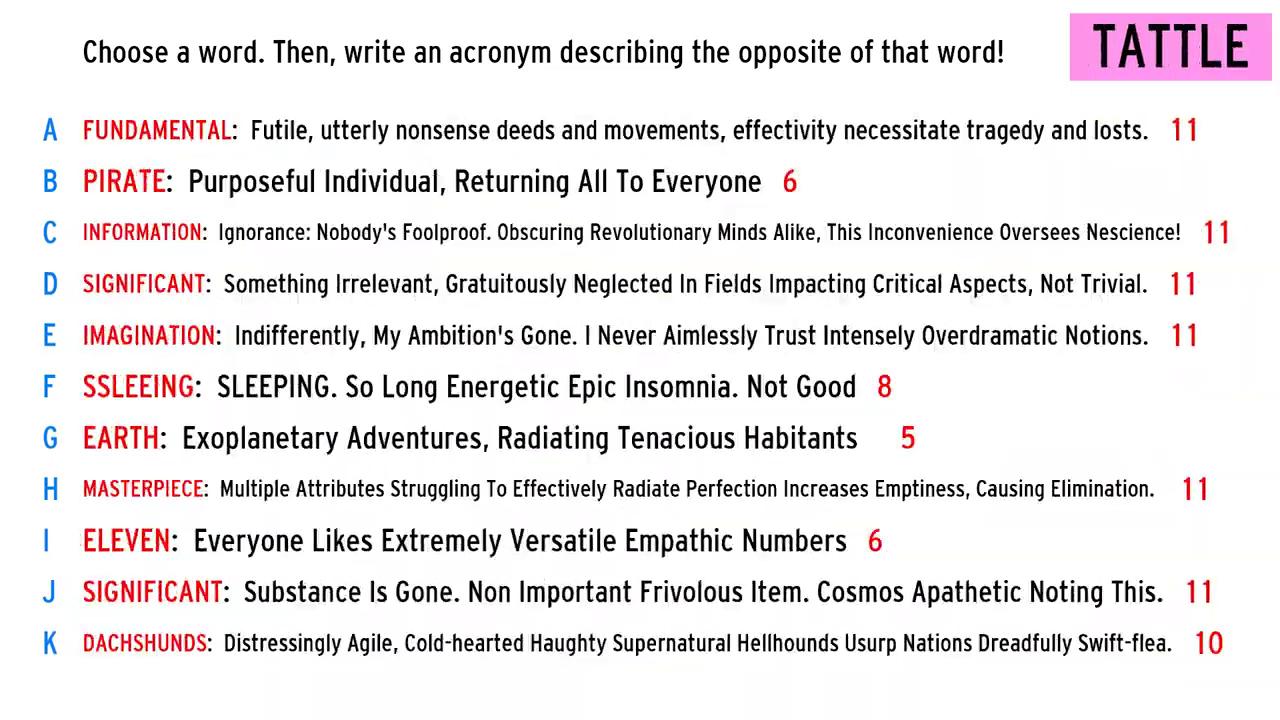 Choose a word. Then, write an acronym describing the opposite of that word!
TATTLE
A FUNDAMENTAL: Futile, utterly nonsense deeds and movements, effectivity necessitate tragedy and losts. 11
B PIRATE: Purposeful Individual, Returning All To Everyone 6
C INFORMATION: Ignorance: Nobody's Foolproof. Obscuring Revolutionary Minds Alike, This Inconvenience Oversees Nescience! 11
D SIGNIFICANT: Something Irrelevant, Gratuitously Neglected In Fields Impacting Critical Aspects, Not Trivial. 11
E IMAGINATION: Indifferently, My Ambition's Gone. I Never Aimlessly Trust Intensely Overdramatic Notions. 11
F SSLEEING: SLEEPING. So Long Energetic Epic Insomnia. Not Good 8
G EARTH: Exoplanetary Adventures, Radiating Tenacious Habitants 5
H MASTERPIECE: Multiple Attributes Struggling To Effectively Radiate Perfection Increases Emptiness, Causing Elimination. 11
I ELEVEN: Everyone Likes Extremely Versatile Empathic Numbers 6
J SIGNIFICANT: Substance Is Gone. Non Important Frivolous Item. Cosmos Apathetic Noting This. 11
K DACHSHUNDS: Distressingly Agile, Cold-hearted Haughty Supernatural Hellhounds Usurp Nations Dreadfully Swift-flea. 10